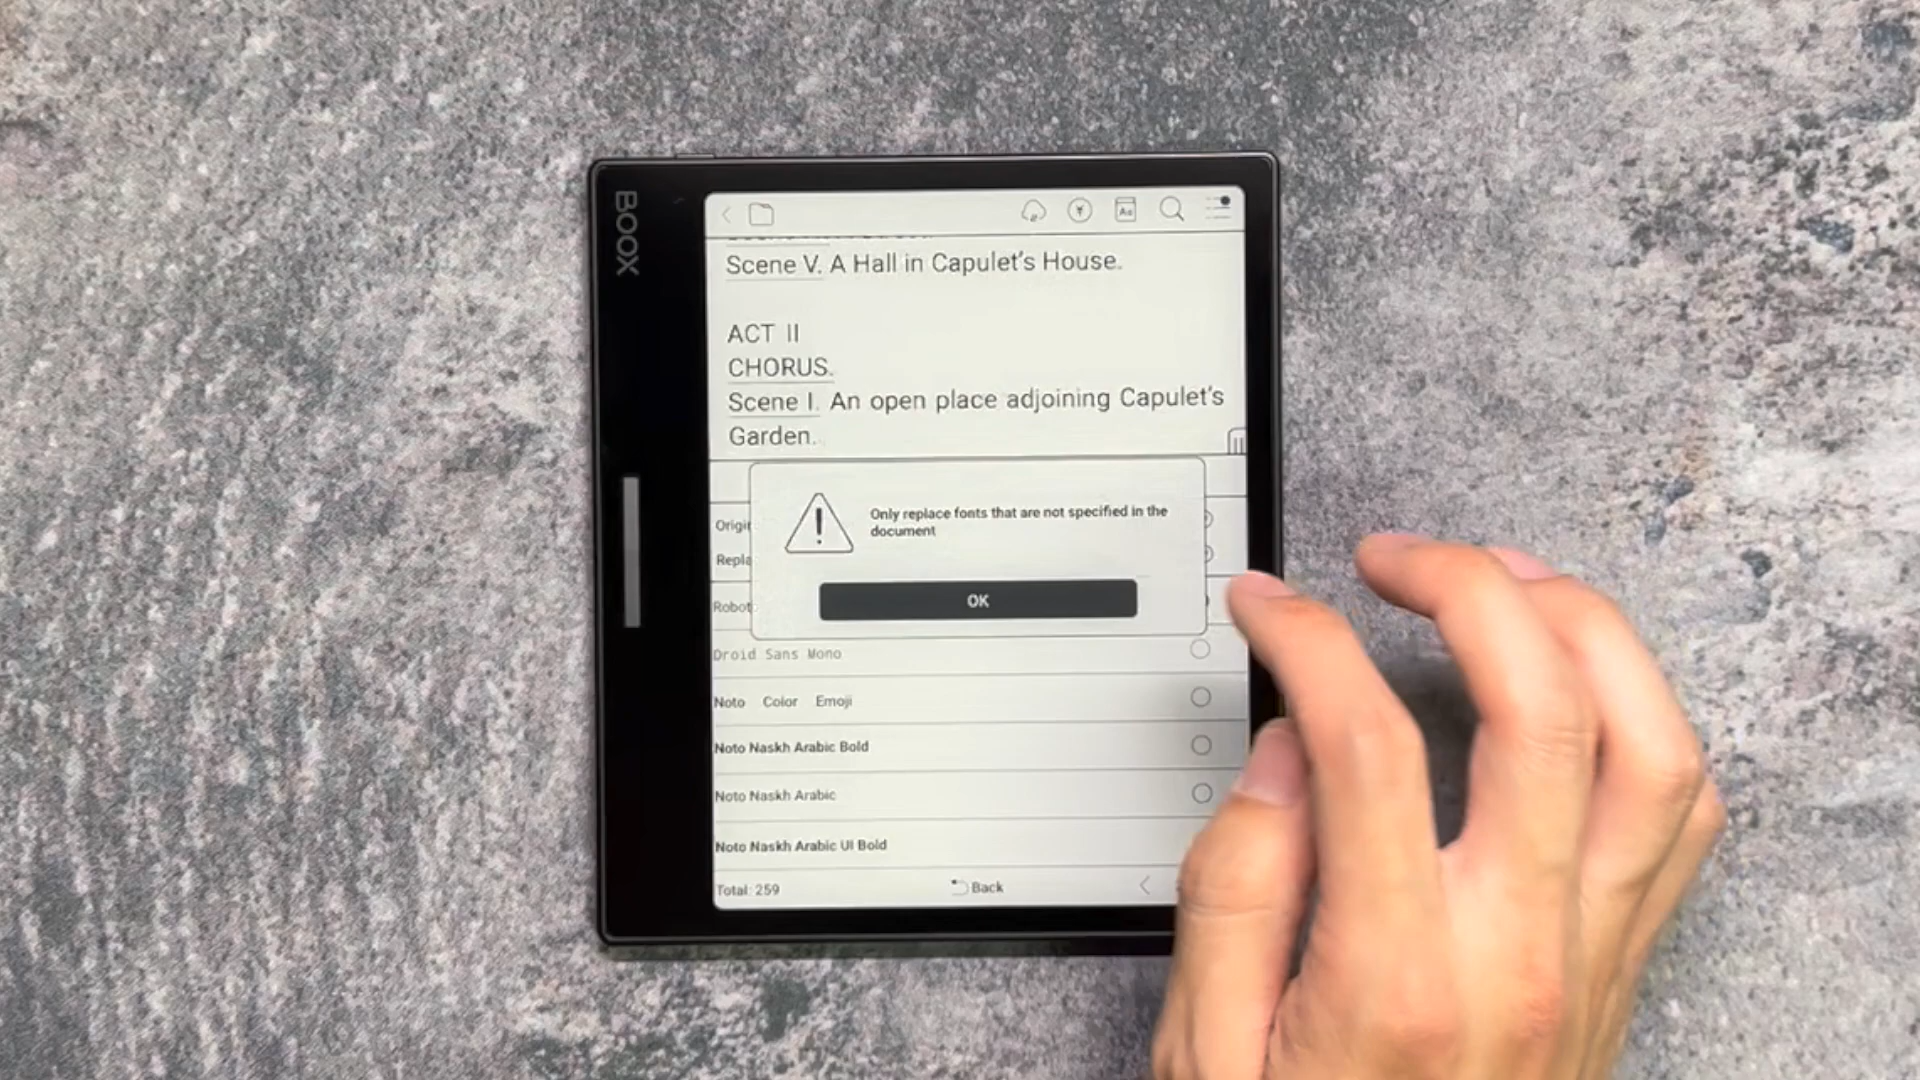 BOOX
Aa
Scene V. A Hall in Capulet's House.
ACT II
CHORUS.
Scene I. An open place adjoining Capulet's
Garden.
Only replace fonts that are not specified in the
document
OK
Droid Sans Mono
Noto Color Emoji
Noto Naskh Arabic Bold
Noto Naskh Arabic
Noto Naskh Arabic UI Bold
Total: 259
Back